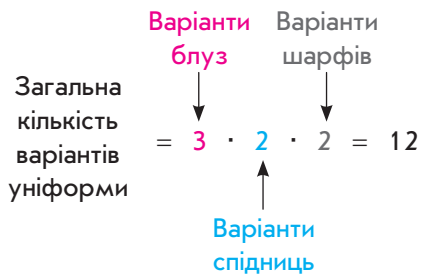 Варіанти
блуз
Варіанти
шарфів
Загальна
кількість
варіантів
уніформи
= 3 · 2 · 2 = 12
Варіанти
спідниць